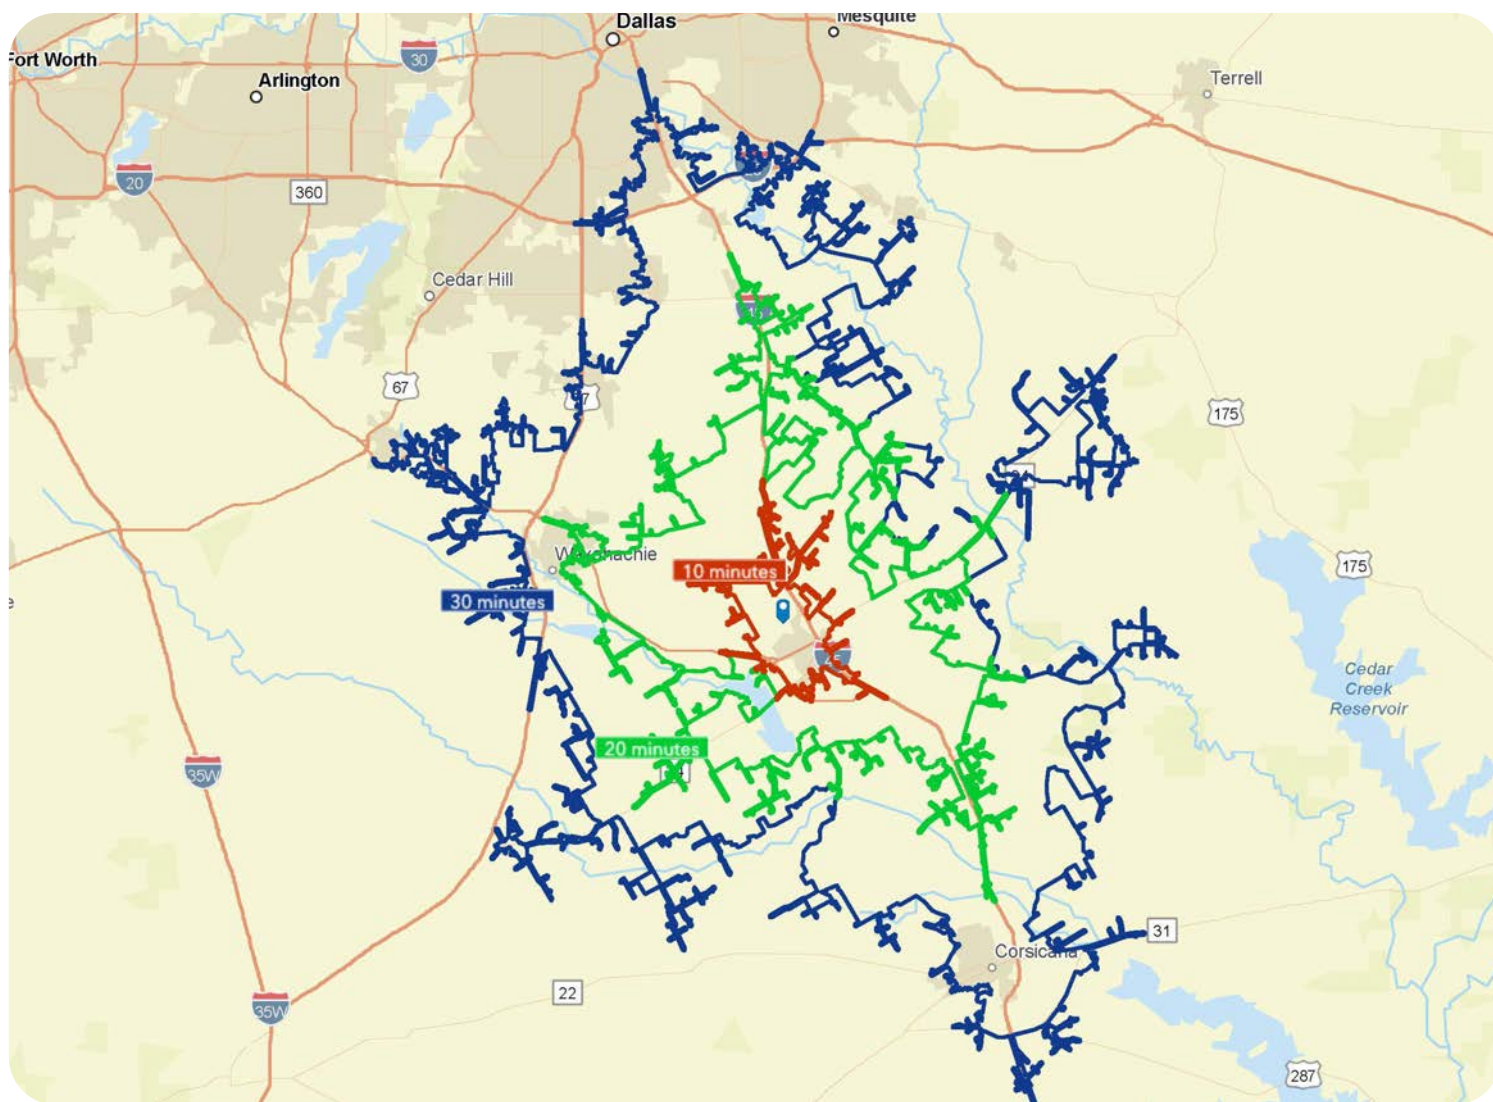 Dallas
Mesquite
Fort Worth
30
Arlington
Terrell
20
360
Cedar Hill
67
175
Waxahachie
10 minutes
175
30 minutes
Cedar
Creek
Reservoir
20 minutes
35W
31
Corsicana
22
35W
287